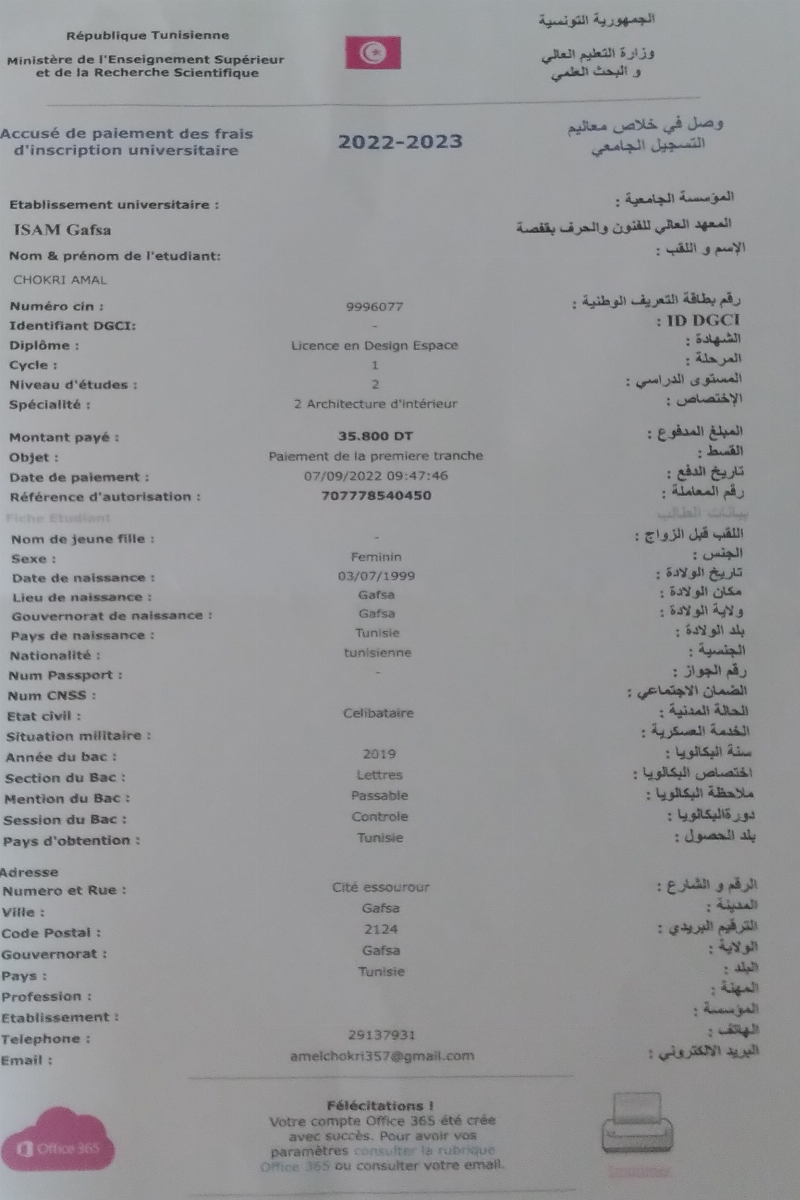 République Tunisienne
Ministère de l'Enseignement Supérieur
et de la Recherche Scientifique
الجمهورية التونسية
وزارة التعليم العالي
و البحث العلمي
Accusé de paiement des frais
d'inscription universitaire
2022-2023
وصل في خلاص معاليم
التسجيل الجامعي
Etablissement universitaire : المؤسسة الجامعية :
ISAM Gafsa المعهد العالي للفنون والحرف بقفصة
Nom & prénom de l'etudiant: الإسم و اللقب :
CHOKRI AMAL
Numéro cin : 9996077 رقم بطاقة التعريف الوطنية :
Identifiant DGCI: - ID DGCI :
Diplôme : Licence en Design Espace الشهادة :
Cycle : 1 المرحلة :
Niveau d'études : 2 المستوى الدراسي :
Spécialité : 2 Architecture d'intérieur الإختصاص :
Montant payé : 35.800 DT المبلغ المدفوع :
Objet : Paiement de la premiere tranche القسط :
Date de paiement : 07/09/2022 09:47:46 تاريخ الدفع :
Référence d'autorisation : 707778540450 رقم المعاملة :
Fiche Etudiant بيانات الطالب
Nom de jeune fille : - اللقب قبل الزواج :
Sexe : Feminin الجنس :
Date de naissance : 03/07/1999 تاريخ الولادة :
Lieu de naissance : Gafsa مكان الولادة :
Gouvernorat de naissance : Gafsa ولاية الولادة :
Pays de naissance : Tunisie بلد الولادة :
Nationalité : tunisienne الجنسية :
Num Passport : - رقم الجواز :
Num CNSS : الضمان الاجتماعي :
Etat civil : Celibataire الحالة المدنية :
Situation militaire : الخدمة العسكرية :
Année du bac : 2019 سنة البكالوريا :
Section du Bac : Lettres اختصاص البكالوريا :
Mention du Bac : Passable ملاحظة البكالوريا :
Session du Bac : Controle دورةالبكالوريا :
Pays d'obtention : Tunisie بلد الحصول :
Adresse
Numero et Rue : Cité essourour الرقم و الشارع :
Ville : Gafsa المدينة :
Code Postal : 2124 الترقيم البريدي :
Gouvernorat : Gafsa الولاية :
Pays : Tunisie البلد :
Profession : المهنة :
Etablissement : المؤسسة :
Telephone : 29137931 الهاتف :
Email : amelchokri357@gmail.com البريد الالكتروني :
Félécitations !
Votre compte Office 365 été crée
avec succès. Pour avoir vos
paramètres consulter la rubrique
Office 365 ou consulter votre email.
Office 365